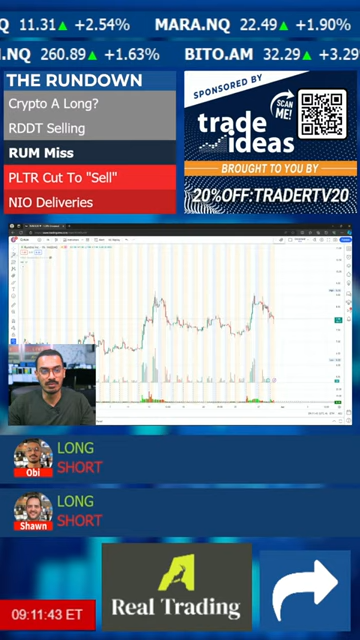 Q 11.31▲ +2.54% MARA.NQ 22.49▲ +1.90%
.NQ 260.89▲ +1.63% BITO.AM 32.29▲ +3.29
THE RUNDOWN
Crypto A Long?
RDDT Selling
RUM Miss
PLTR Cut To "Sell"
NIO Deliveries
SPONSORED BY
SCAN ME!
trade ideas
BROUGHT TO YOU BY
20%OFF:TRADERTV20
LONG
SHORT
Obi
LONG
SHORT
Shawn
Real Trading
09:11:43 ET